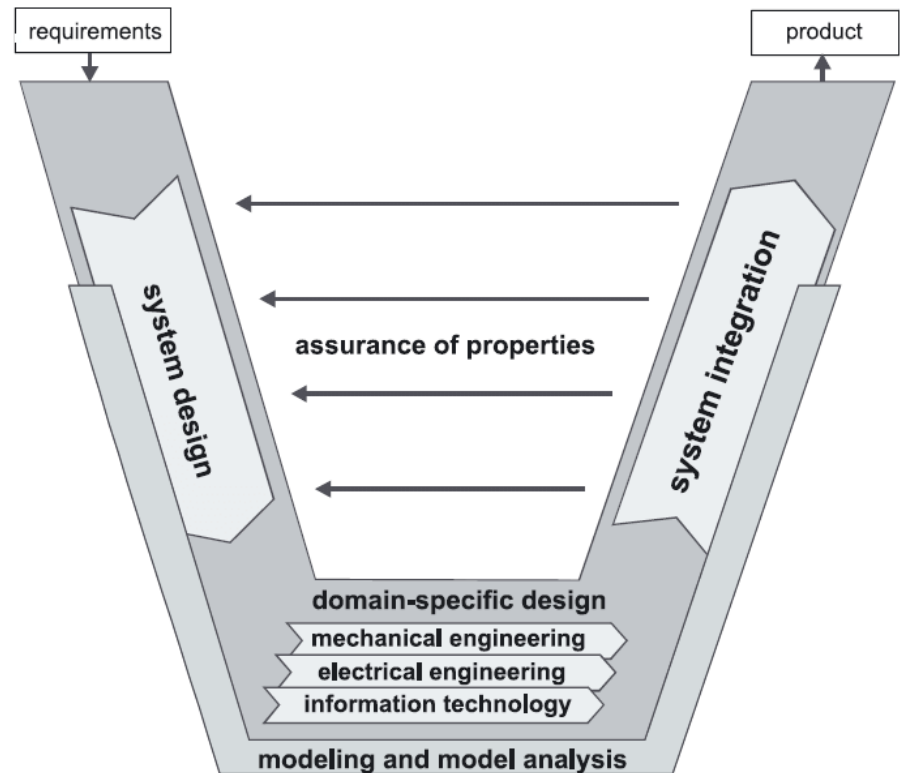 requirements
product
system design
system integration
assurance of properties
domain-specific design
mechanical engineering
electrical engineering
information technology
modeling and model analysis